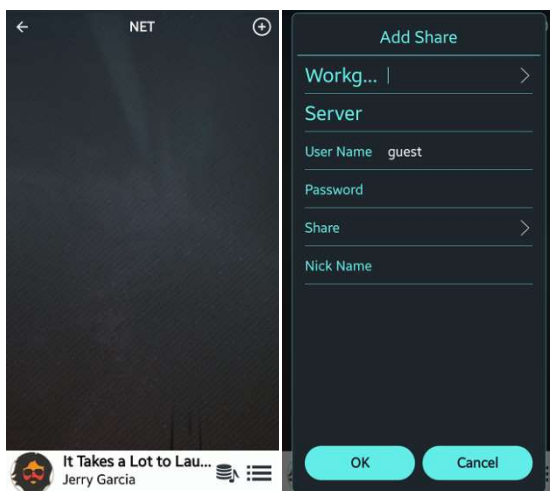 NET
It Takes a Lot to Lau...
Jerry Garcia
Add Share
Workg...
Server
User Name guest
Password
Share
Nick Name
OK Cancel